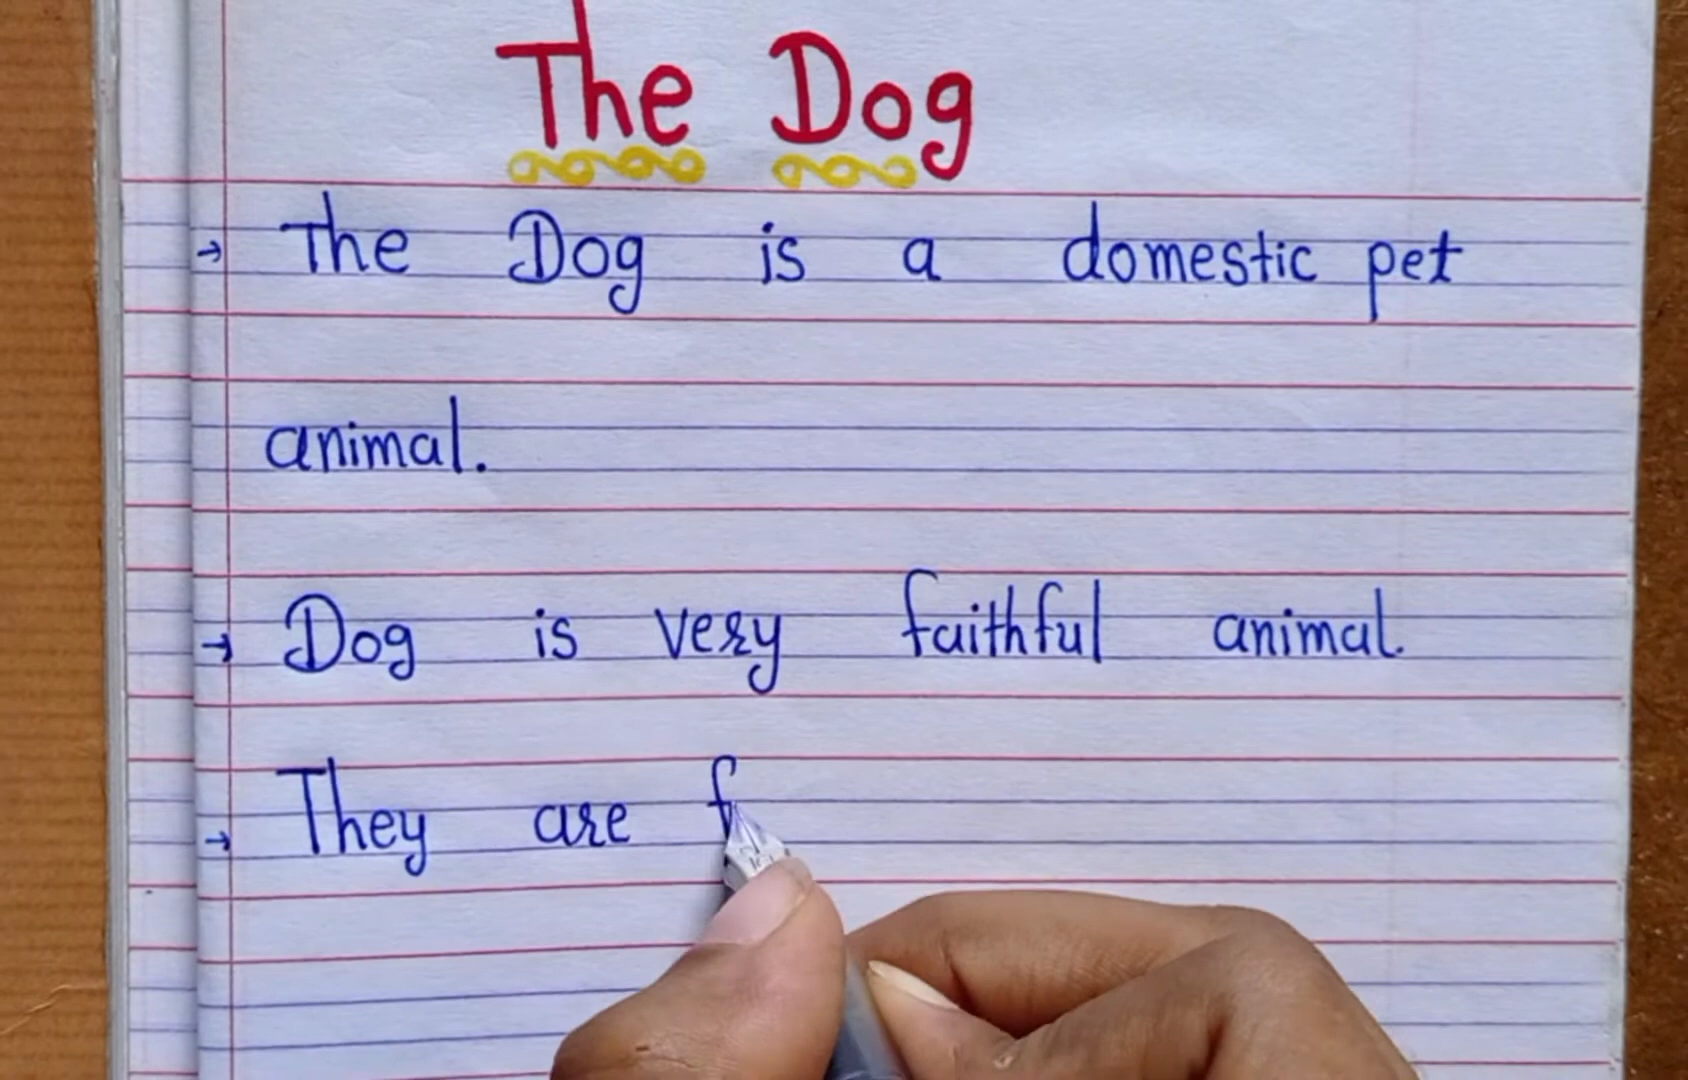 The Dog
→ The Dog is a domestic pet
animal.
→ Dog is very faithful animal.
→ They are f